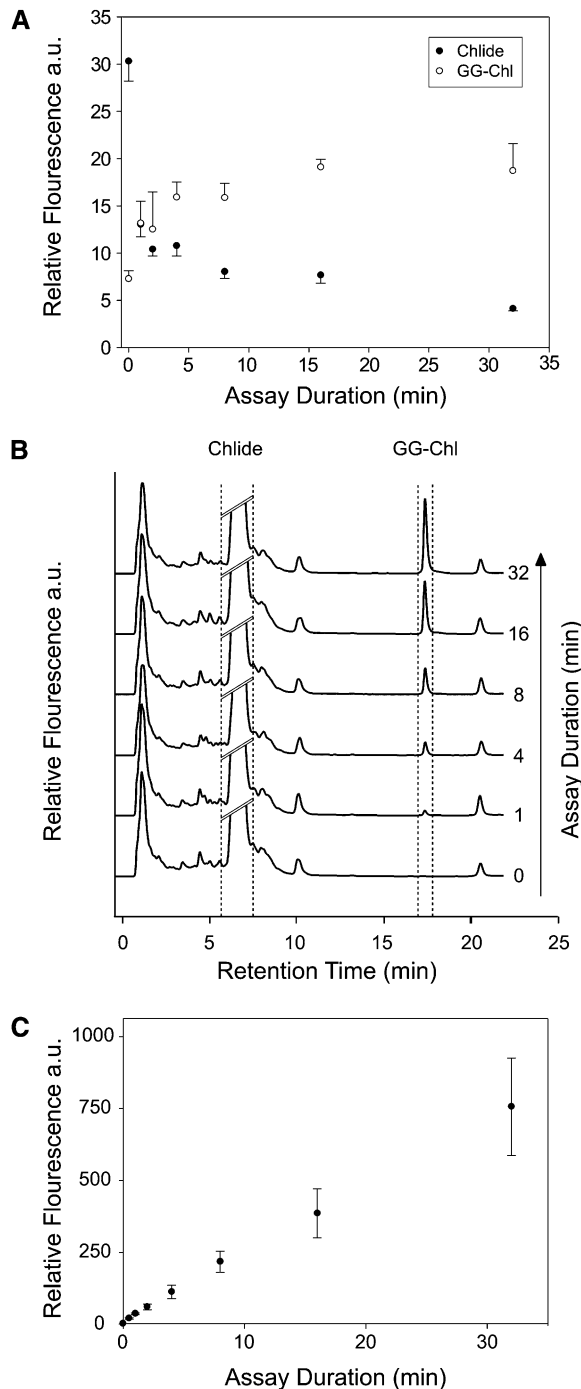 A
Relative Flourescence a.u.
35
30
25
20
15
10
5
0
Chlide
GG-Chl
0 5 10 15 20 25 30 35
Assay Duration (min)
B
Chlide GG-Chl
Relative Flourescence a.u.
32
16
8
4
1
0
Assay Duration (min)
0 5 10 15 20 25
Retention Time (min)
C
Relative Flourescence a.u.
1000
750
500
250
0
0 10 20 30
Assay Duration (min)